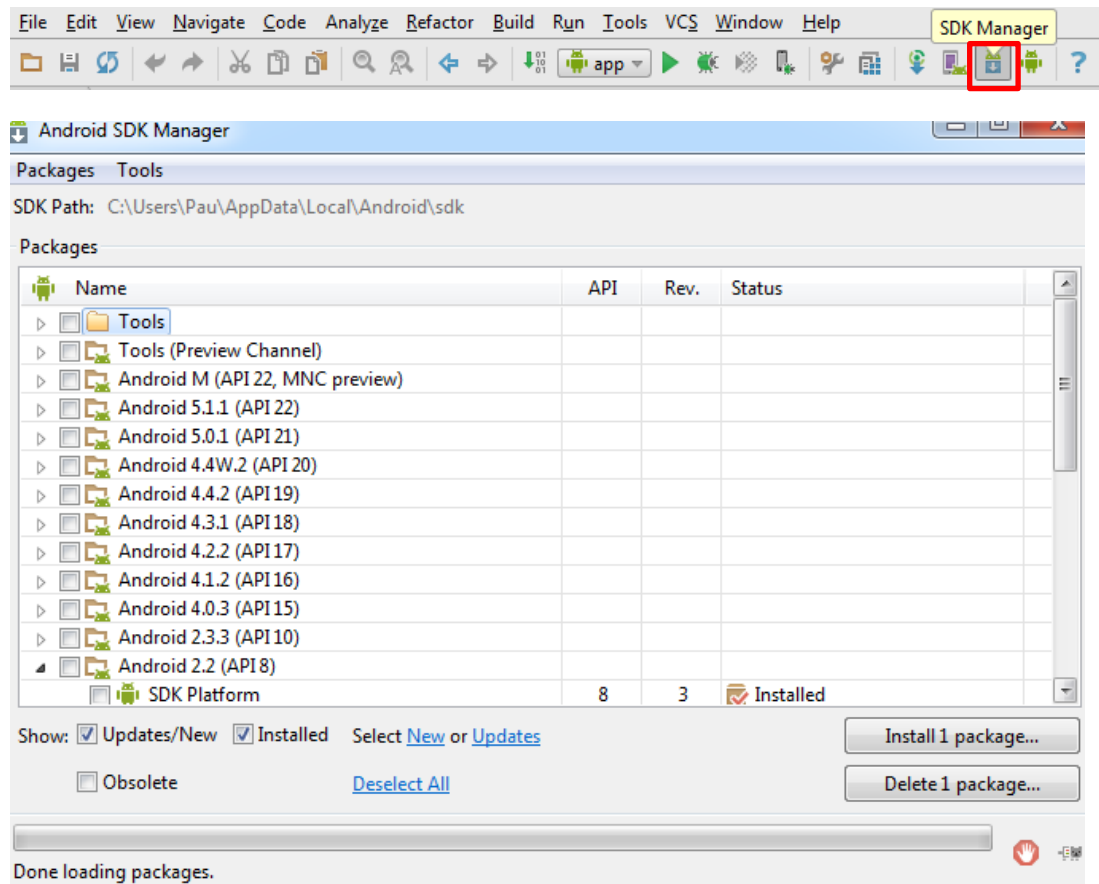 File Edit View Navigate Code Analyze Refactor Build Run Tools VCS Window Help
SDK Manager
app
?
Android SDK Manager
Packages Tools
SDK Path: C:\Users\Pau\AppData\Local\Android\sdk
Packages
Name API Rev. Status
Tools
Tools (Preview Channel)
Android M (API 22, MNC preview)
Android 5.1.1 (API 22)
Android 5.0.1 (API 21)
Android 4.4W.2 (API 20)
Android 4.4.2 (API 19)
Android 4.3.1 (API 18)
Android 4.2.2 (API 17)
Android 4.1.2 (API 16)
Android 4.0.3 (API 15)
Android 2.3.3 (API 10)
Android 2.2 (API 8)
SDK Platform 8 3 Installed
Show: Updates/New Installed Select New or Updates Install 1 package...
Obsolete Deselect All Delete 1 package...
Done loading packages.